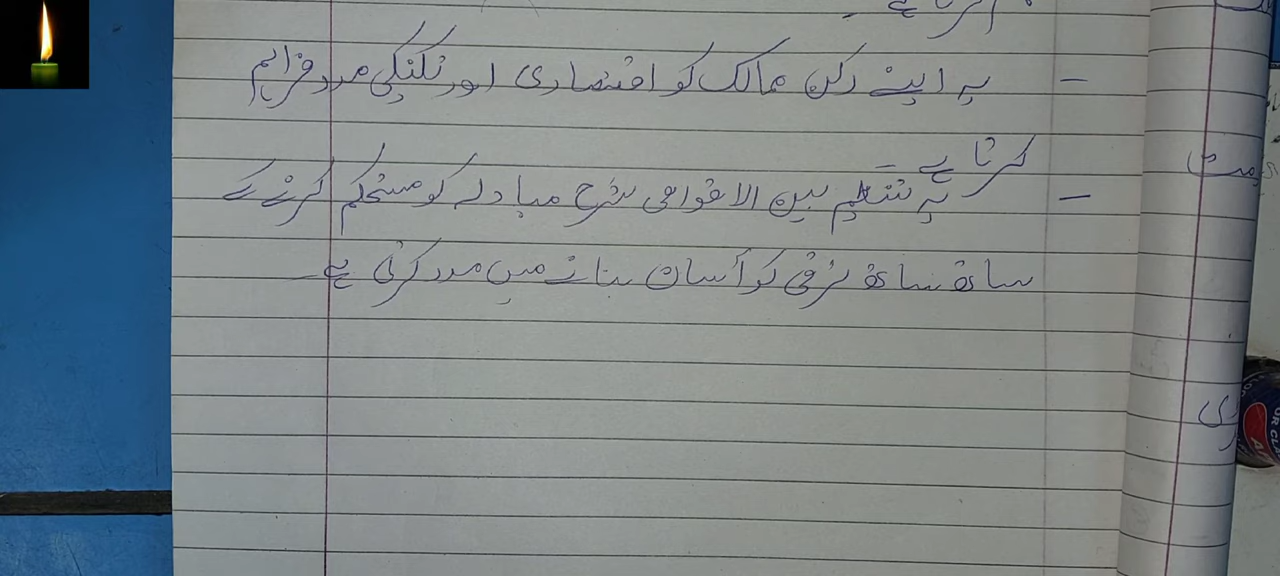 یہ اپنے رکن ممالک کو اقتصادی اور تکنیکی مدد فراہم
کرتا ہے۔
یہ تنظیم بین الاقوامی شرح مبادلہ کو مستحکم کرنے کے
ساتھ ساتھ ترقی کو آسان بنانے میں مدد کرتی ہے۔